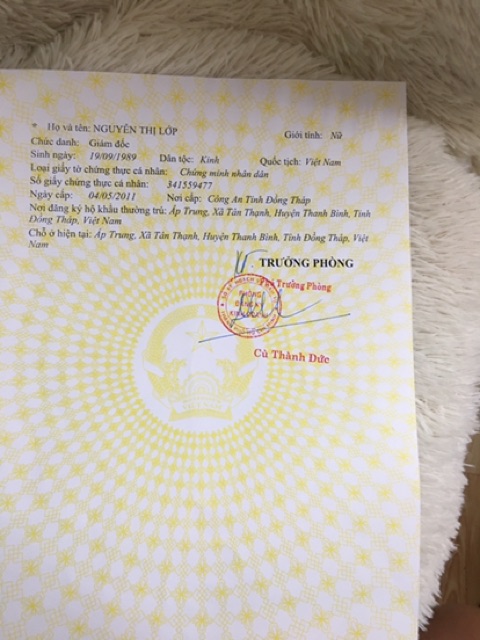 * Họ và tên: NGUYỄN THỊ LỚP Giới tính: Nữ
Chức danh: Giám đốc
Sinh ngày: 19/09/1989 Dân tộc: Kinh Quốc tịch: Việt Nam
Loại giấy tờ chứng thực cá nhân: Chứng minh nhân dân
Số giấy chứng thực cá nhân: 341559477
Ngày cấp: 04/05/2011 Nơi cấp: Công An Tỉnh Đồng Tháp
Nơi đăng ký hộ khẩu thường trú: Ấp Trung, Xã Tân Thạnh, Huyện Thanh Bình, Tỉnh
Đồng Tháp, Việt Nam
Chỗ ở hiện tại: Ấp Trung, Xã Tân Thạnh, Huyện Thanh Bình, Tỉnh Đồng Tháp, Việt
Nam
TRƯỞNG PHÒNG
Trưởng Phòng
PHÒNG
ĐĂNG KÝ
KINH DOANH
Cù Thành Đức